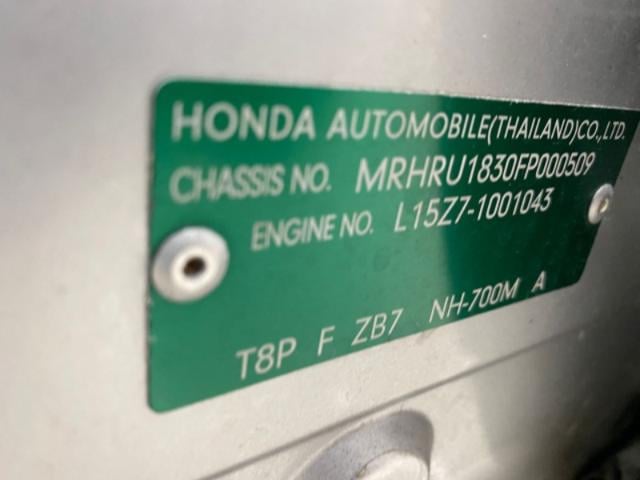 HONDA AUTOMOBILE(THAILAND)CO.,LTD.
CHASSIS NO. MRHRU1830FP000509
ENGINE NO. L15Z7-1001043
T8P F ZB7 NH-700M A